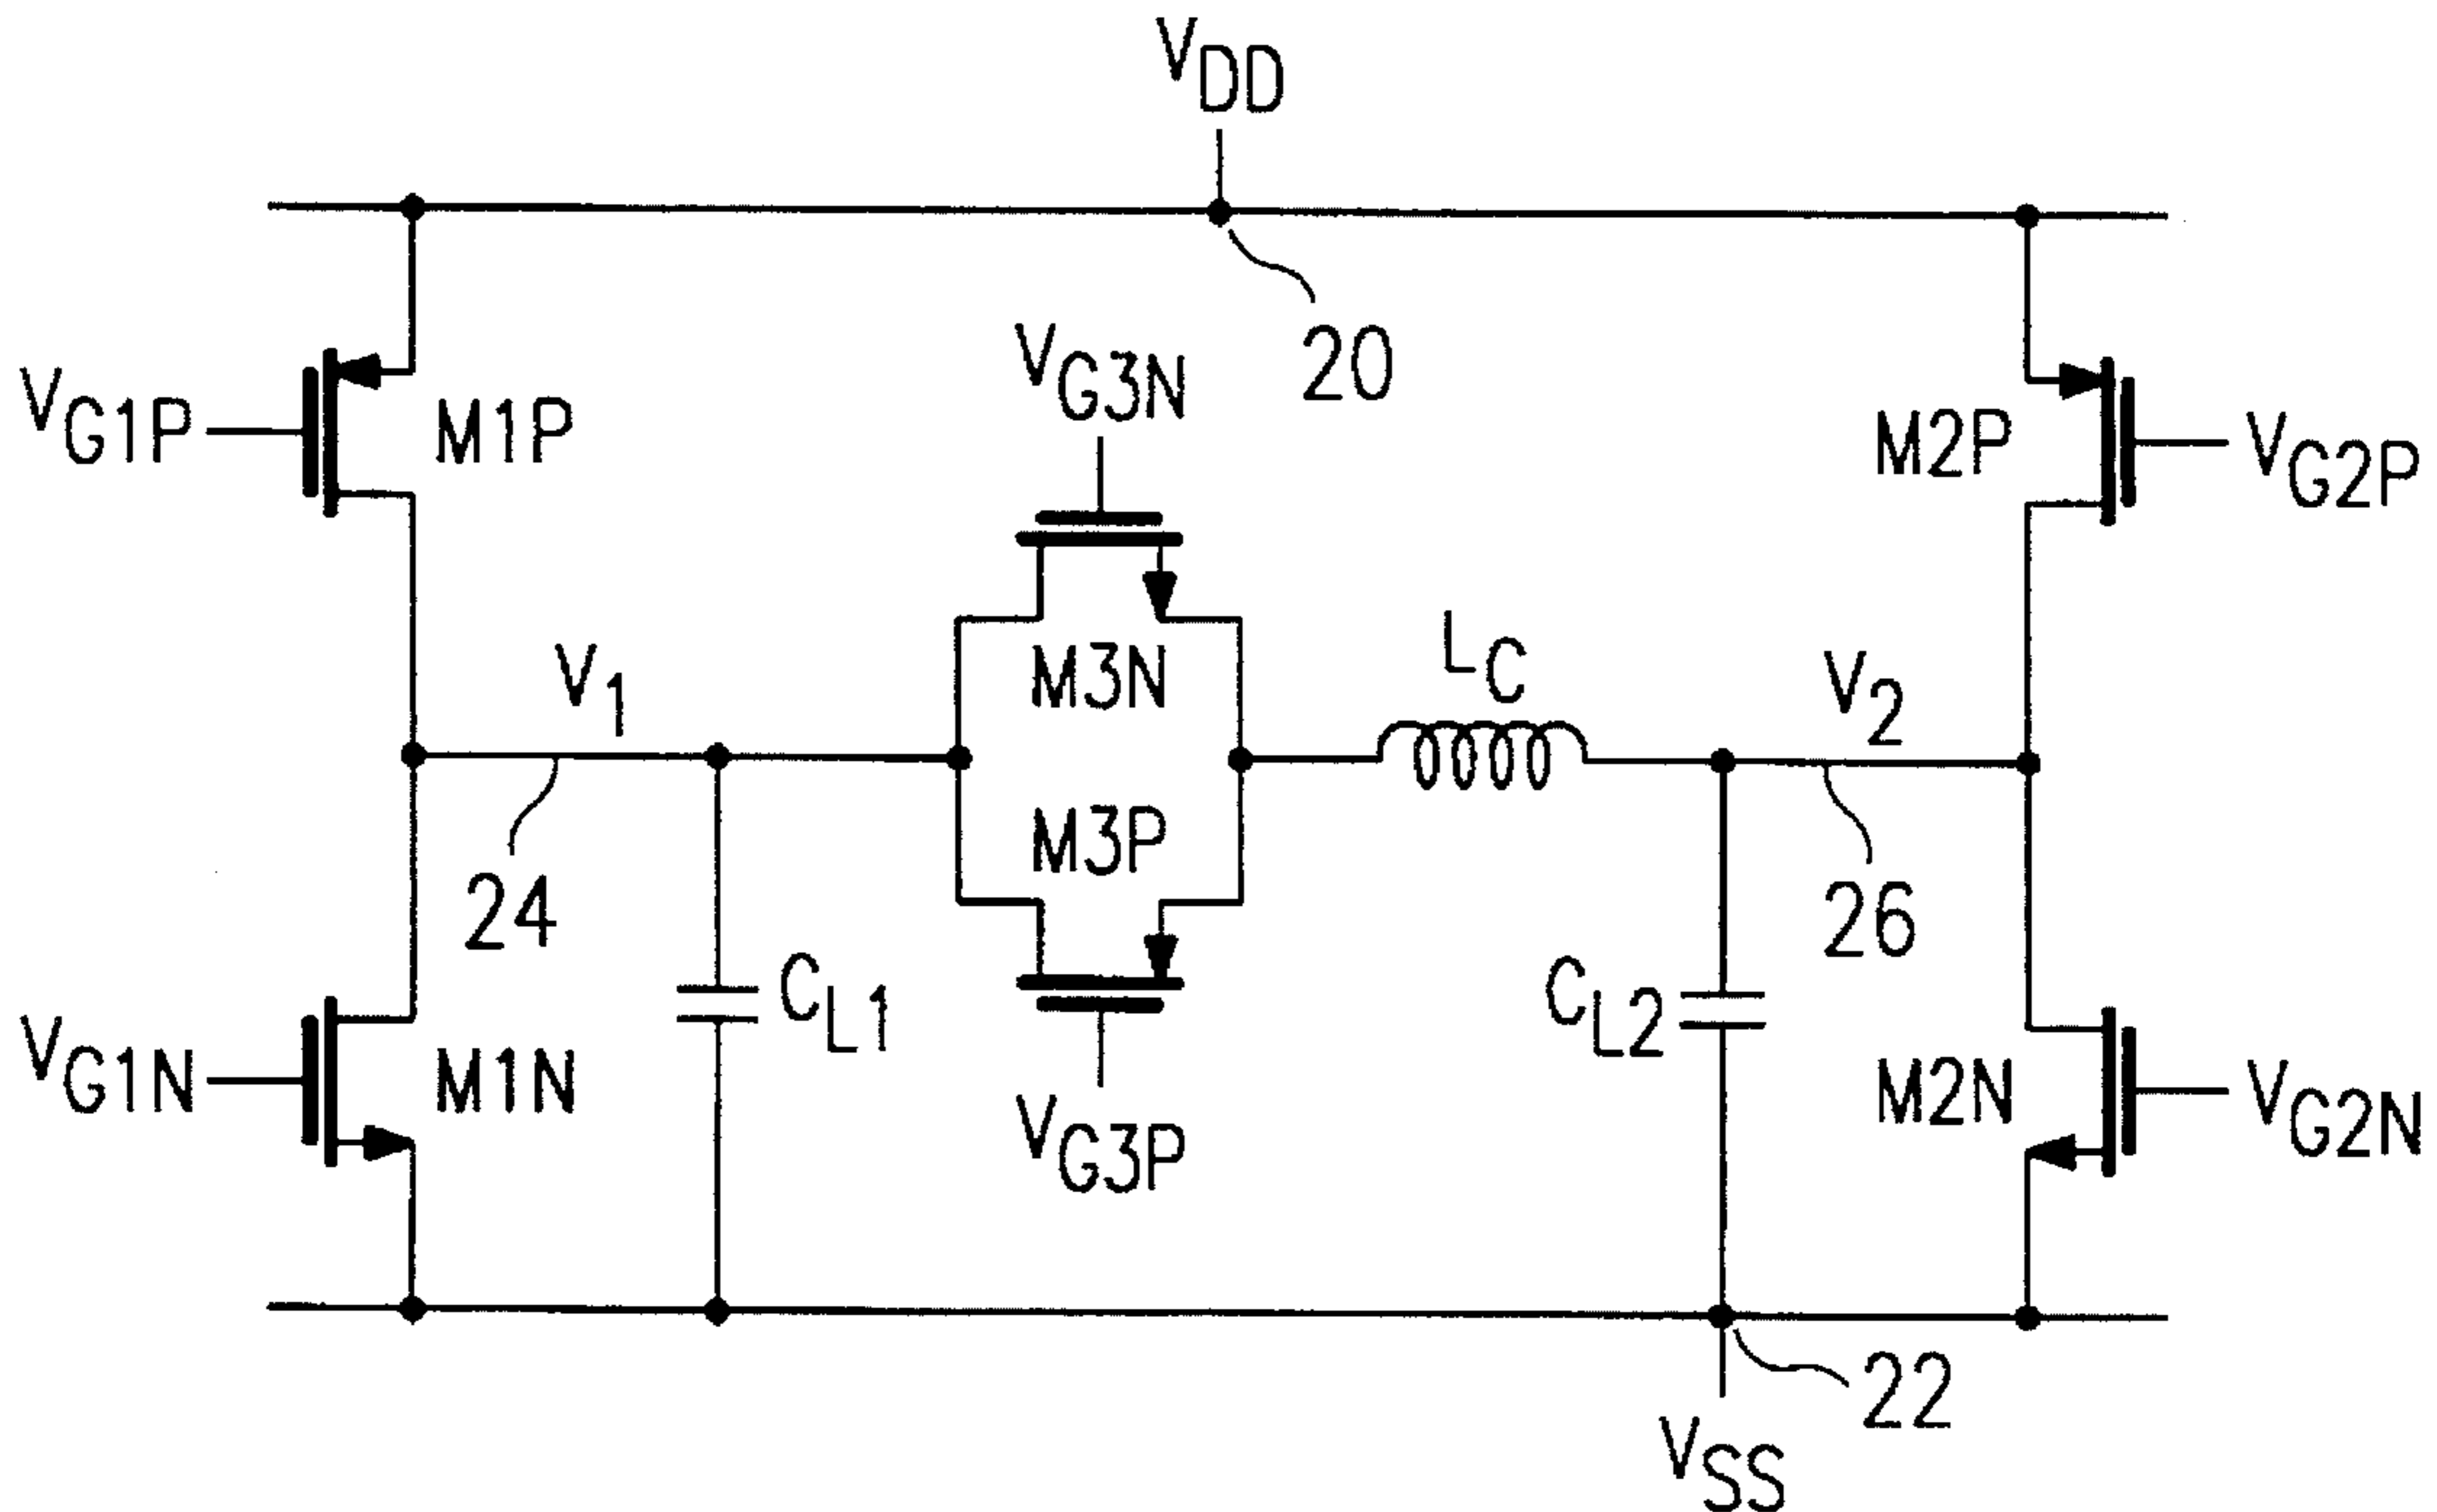 VDD
20
VG3N
VG1P
M1P
M2P
VG2P
V1
M3N
LC
V2
M3P
24
26
CL1
CL2
VG1N
M1N
VG3P
M2N
VG2N
22
VSS